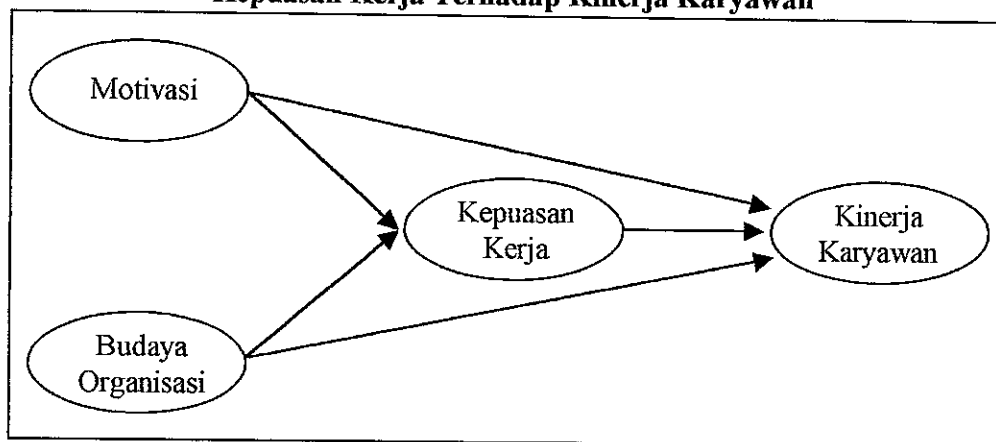 Kepuasan Kerja Terhadap Kinerja Karyawan
Motivasi
Kepuasan
Kerja
Kinerja
Karyawan
Budaya
Organisasi